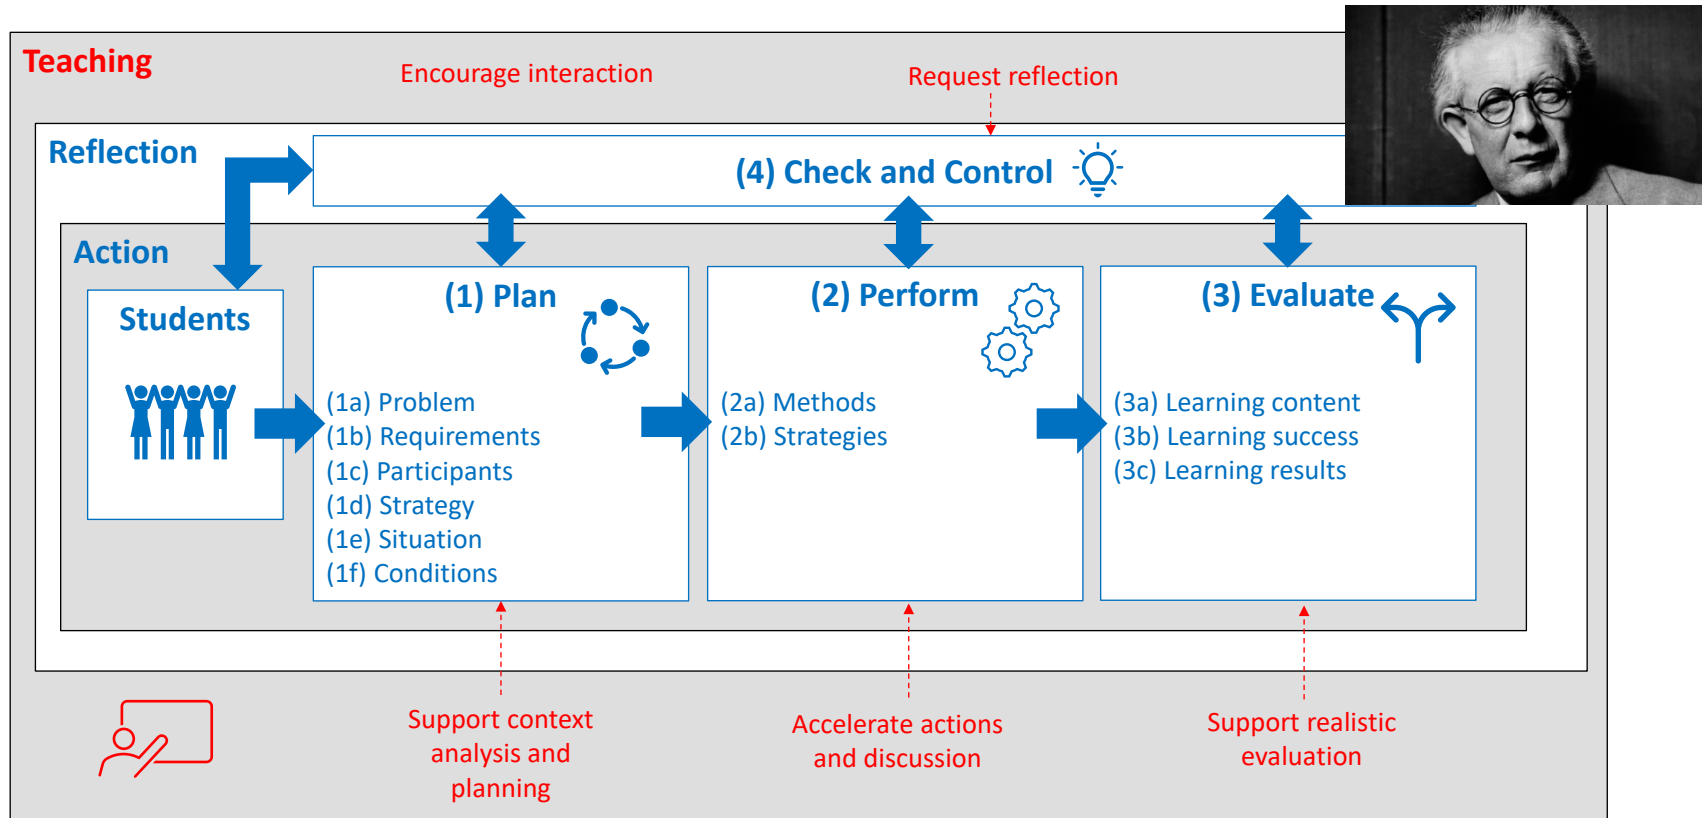 Teaching
Encourage interaction
Request reflection
Reflection
(4) Check and Control
Action
Students
(1) Plan
(1a) Problem
(1b) Requirements
(1c) Participants
(1d) Strategy
(1e) Situation
(1f) Conditions
(2) Perform
(2a) Methods
(2b) Strategies
(3) Evaluate
(3a) Learning content
(3b) Learning success
(3c) Learning results
Support context
analysis and
planning
Accelerate actions
and discussion
Support realistic
evaluation